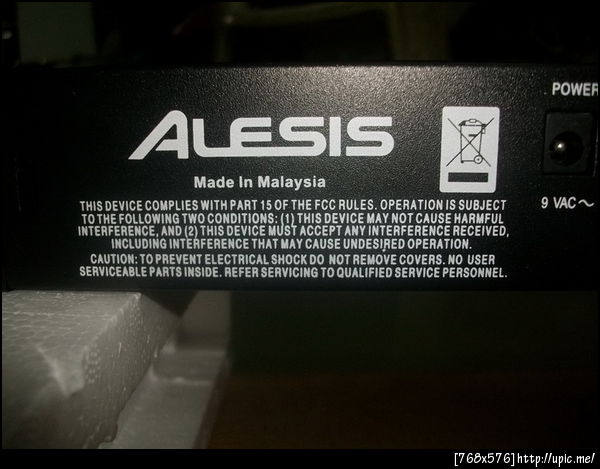 ALESIS
POWER
Made In Malaysia
9 VAC～
THIS DEVICE COMPLIES WITH PART 15 OF THE FCC RULES. OPERATION IS SUBJECT
TO THE FOLLOWING TWO CONDITIONS: (1) THIS DEVICE MAY NOT CAUSE HARMFUL
INTERFERENCE, AND (2) THIS DEVICE MUST ACCEPT ANY INTERFERENCE RECEIVED,
INCLUDING INTERFERENCE THAT MAY CAUSE UNDESIRED OPERATION.
CAUTION: TO PREVENT ELECTRICAL SHOCK DO NOT REMOVE COVERS. NO USER
SERVICEABLE PARTS INSIDE. REFER SERVICING TO QUALIFIED SERVICE PERSONNEL.
[768x576]http://upic.me/